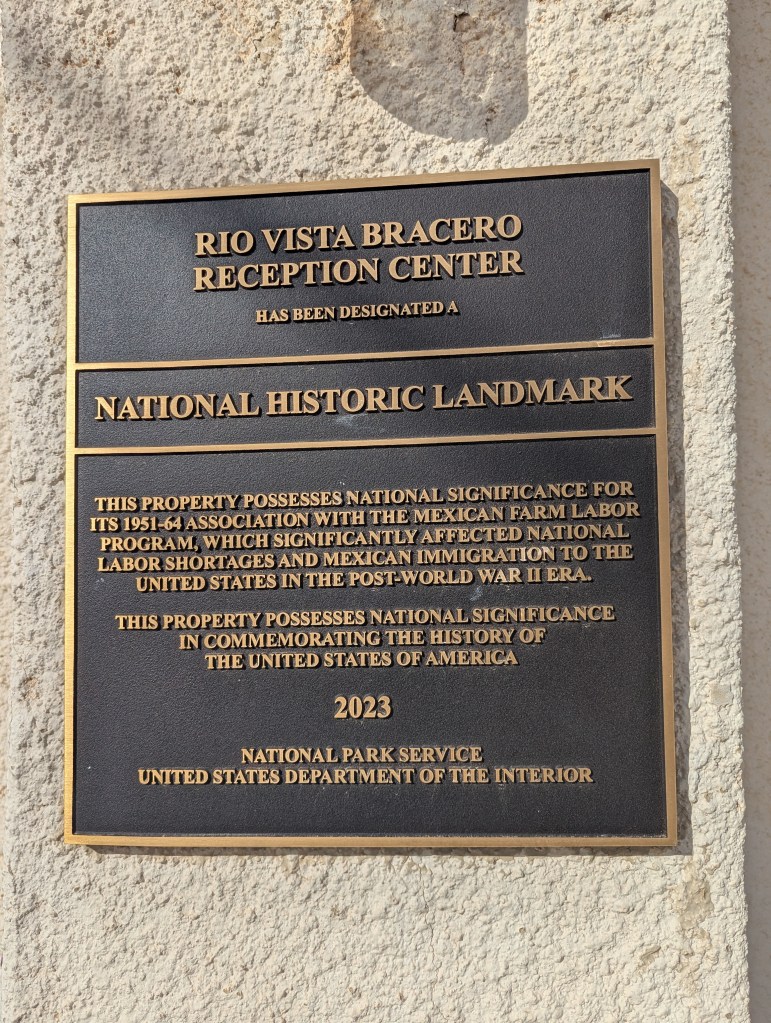 RIO VISTA BRACERO
RECEPTION CENTER
HAS BEEN DESIGNATED A
NATIONAL HISTORIC LANDMARK
THIS PROPERTY POSSESSES NATIONAL SIGNIFICANCE FOR
ITS 1951-64 ASSOCIATION WITH THE MEXICAN FARM LABOR
PROGRAM, WHICH SIGNIFICANTLY AFFECTED NATIONAL
LABOR SHORTAGES AND MEXICAN IMMIGRATION TO THE
UNITED STATES IN THE POST-WORLD WAR II ERA.
THIS PROPERTY POSSESSES NATIONAL SIGNIFICANCE
IN COMMEMORATING THE HISTORY OF
THE UNITED STATES OF AMERICA
2023
NATIONAL PARK SERVICE
UNITED STATES DEPARTMENT OF THE INTERIOR